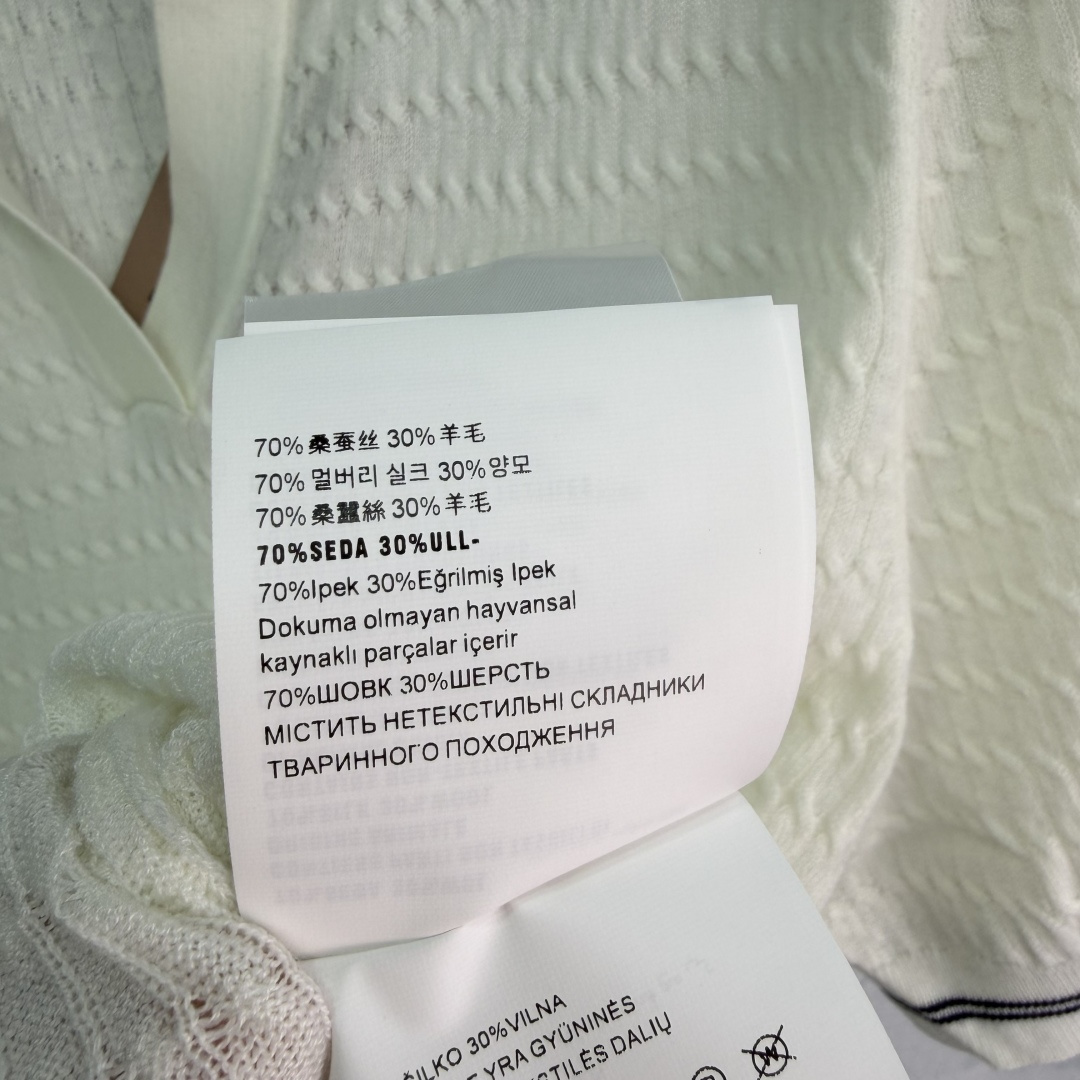 70%桑蚕丝 30%羊毛
70% 멀버리 실크 30%양모
70%桑蠶絲 30%羊毛
70%SEDA 30%ULL-
70%Ipek 30%Eğrilmiş Ipek
Dokuma olmayan hayvansal
kaynaklı parçalar içerir
70%ШОВК 30%ШЕРСТЬ
МІСТИТЬ НЕТЕКСТИЛЬНІ СКЛАДНИКИ
ТВАРИННОГО ПОХОДЖЕННЯ
ŠILKO 30%VILNA
YRA GYŪNINĖS
DALIŲ
W